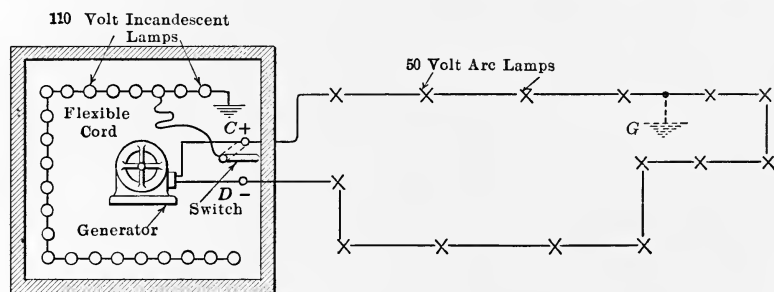 110 Volt Incandescent
Lamps
50 Volt Arc Lamps
Flexible
Cord
C+
G
D -
Switch
Generator